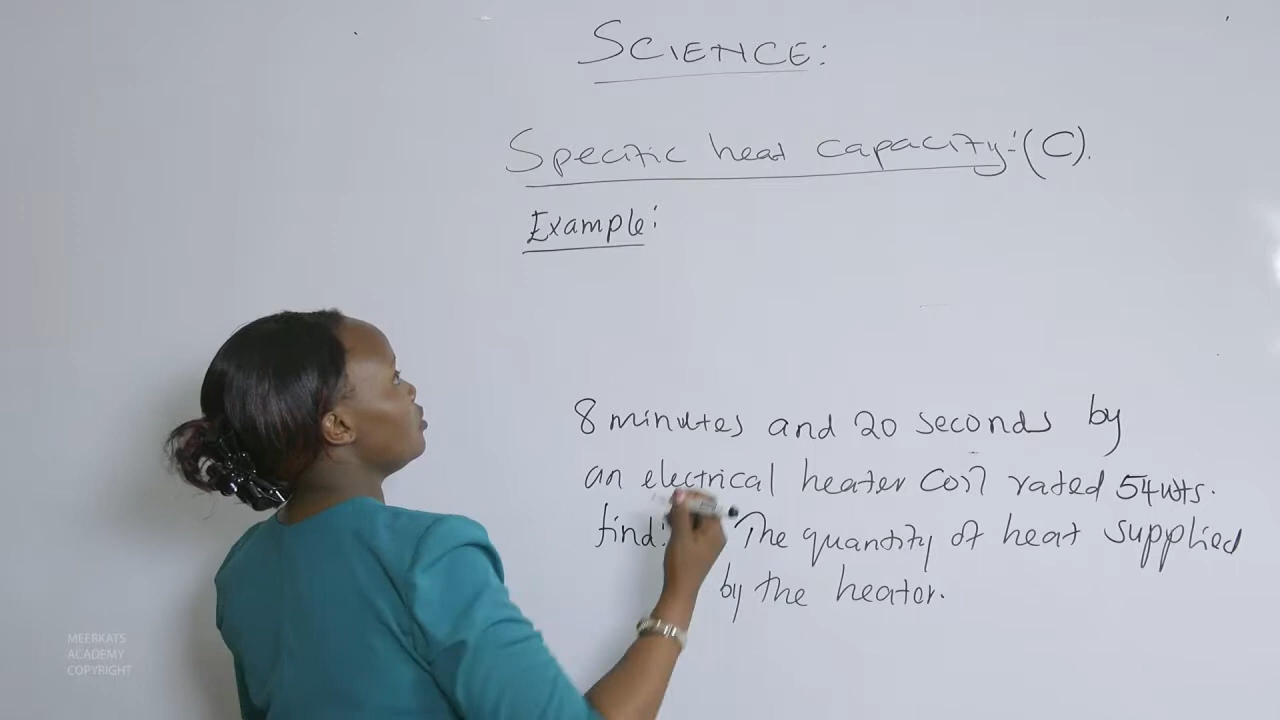 SCIENCE:
Specific heat capacity:-(C).
Example:
8 minutes and 20 seconds by
an electrical heater coil rated 54watts.
find: The quantity of heat supplied
by the heater.
MEERKATS
ACADEMY
COPYRIGHT